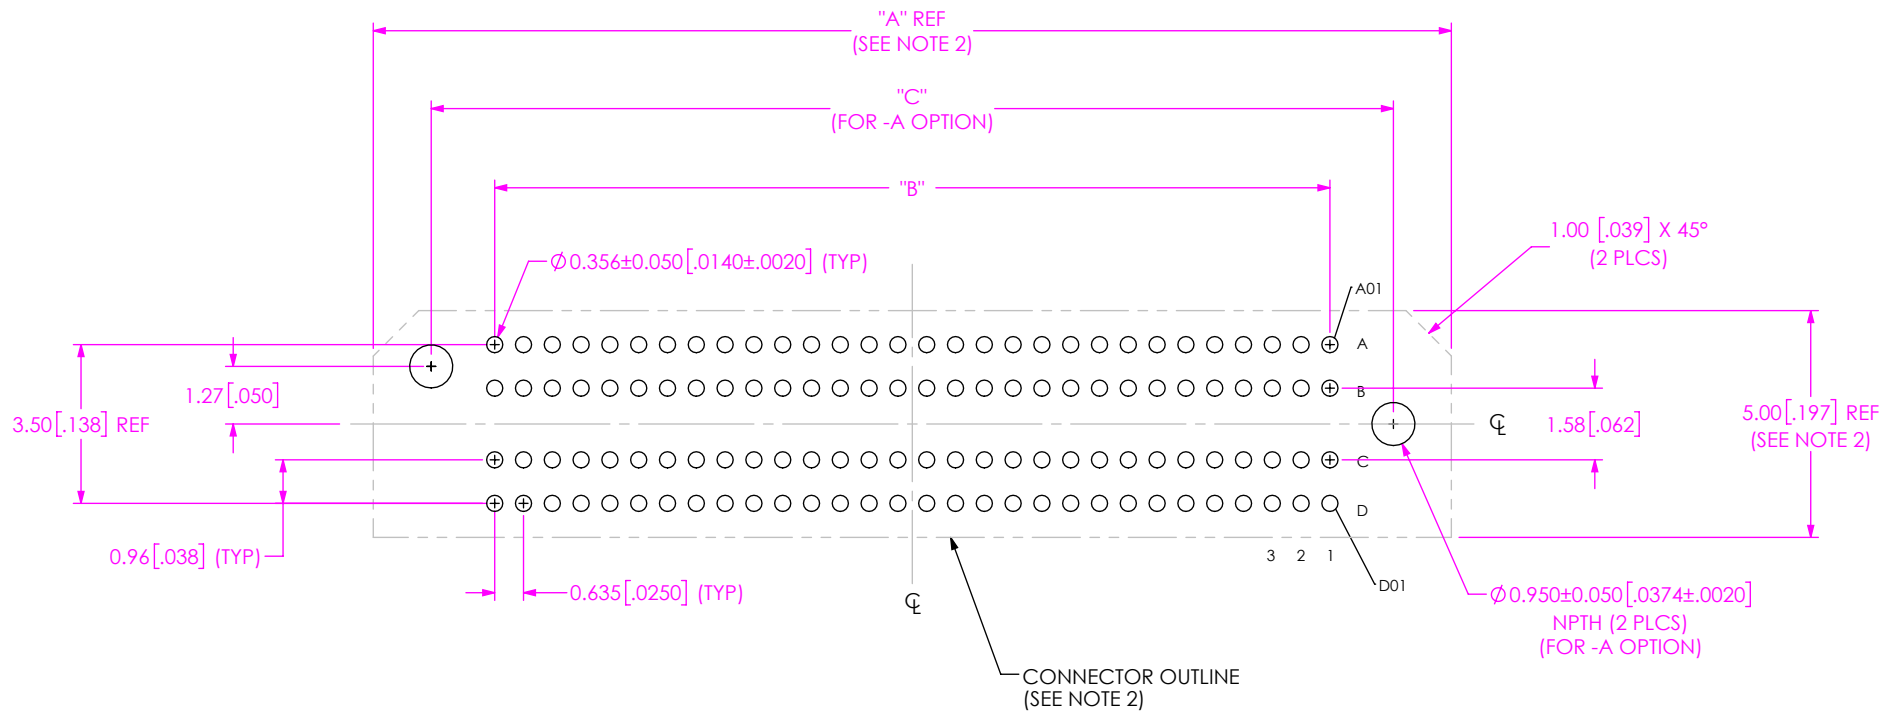 "A" REF
(SEE NOTE 2)
"C"
(FOR -A OPTION)
"B"
1.00 [.039] X 45°
(2 PLCS)
Ø0.356±0.050[.0140±.0020] (TYP)
A01
A
1.27[.050]
B
3.50[.138] REF
℄
1.58[.062]
5.00[.197] REF
(SEE NOTE 2)
C
D
0.96[.038] (TYP)
3 2 1
0.635[.0250] (TYP)
℄
D01
Ø0.950±0.050[.0374±.0020]
NPTH (2 PLCS)
(FOR -A OPTION)
CONNECTOR OUTLINE
(SEE NOTE 2)